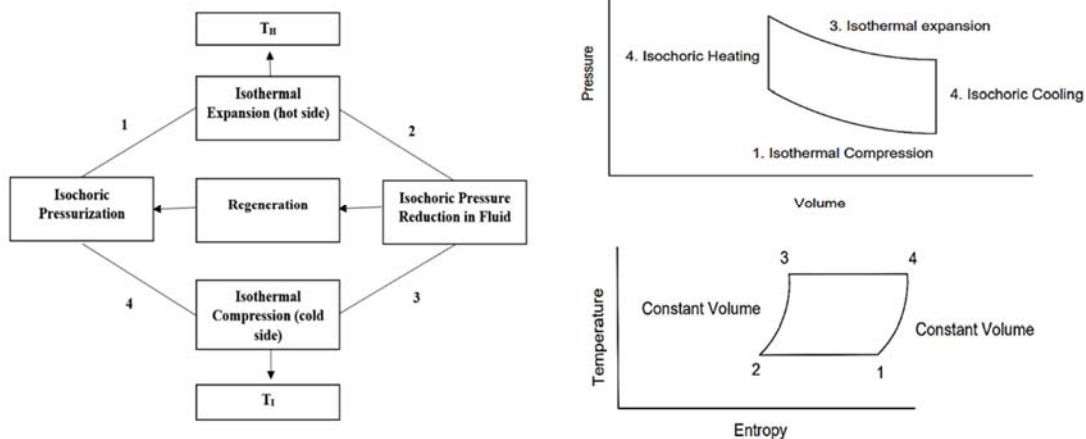 T_H
Isothermal
Expansion (hot side)
1
2
Isochoric
Pressurization
Regeneration
Isochoric Pressure
Reduction in Fluid
4
3
Isothermal
Compression (cold
side)
T_I
Pressure
3. Isothermal expansion
4. Isochoric Heating
4. Isochoric Cooling
1. Isothermal Compression
Volume
Temperature
3
4
Constant Volume
Constant Volume
2
1
Entropy